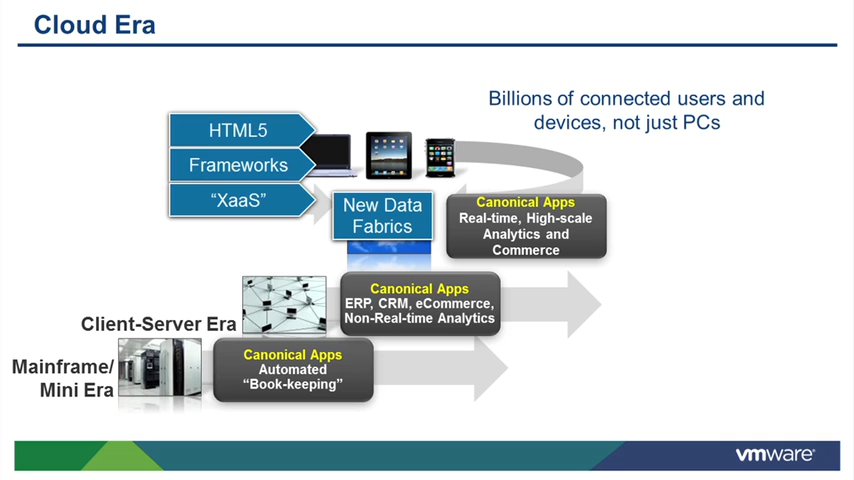 Cloud Era
Billions of connected users and
devices, not just PCs
HTML5
Frameworks
“XaaS”
New Data
Fabrics
Canonical Apps
Real-time, High-scale
Analytics and
Commerce
Client-Server Era
Canonical Apps
ERP, CRM, eCommerce,
Non-Real-time Analytics
Mainframe/
Mini Era
Canonical Apps
Automated
“Book-keeping”
vmware®